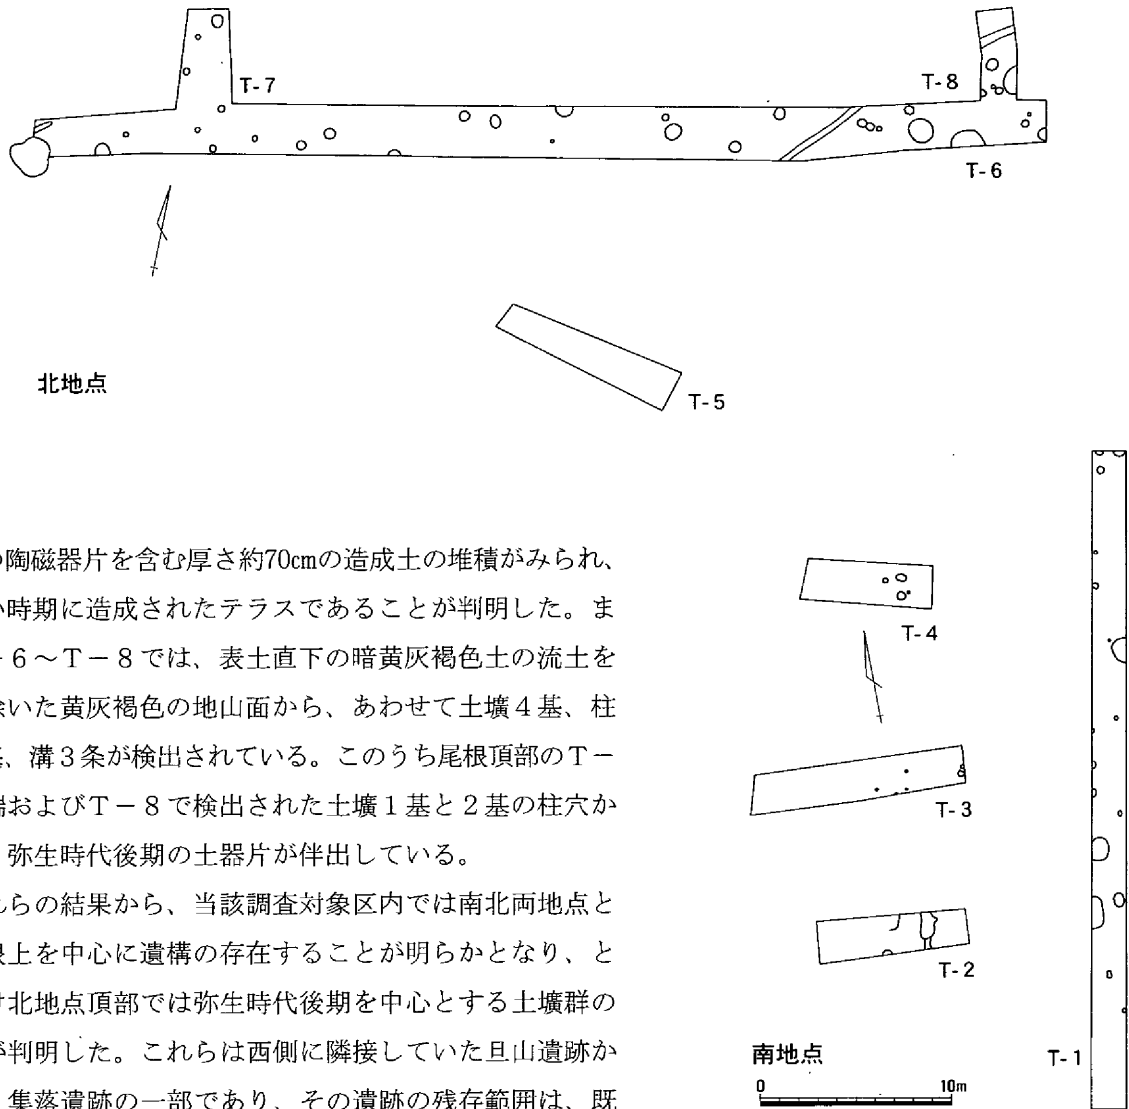 T-7
T-8
T-6
北地点
T-5
陶磁器片を含む厚さ約70cmの造成土の堆積がみられ、
時期に造成されたテラスであることが判明した。ま
6～T－8では、表土直下の暗黄灰褐色土の流土を
いた黄灰褐色の地山面から、あわせて土壙4基、柱
、溝3条が検出されている。このうち尾根頂部のT－
およびT－8で検出された土壙1基と2基の柱穴か
弥生時代後期の土器片が伴出している。
らの結果から、当該調査対象区内では南北両地点と
上を中心に遺構の存在することが明らかとなり、と
北地点頂部では弥生時代後期を中心とする土壙群の
判明した。これらは西側に隣接していた旦山遺跡か
集落遺跡の一部であり、その遺跡の残存範囲は、既
T-4
T-3
T-2
南地点
T-1
0 10m